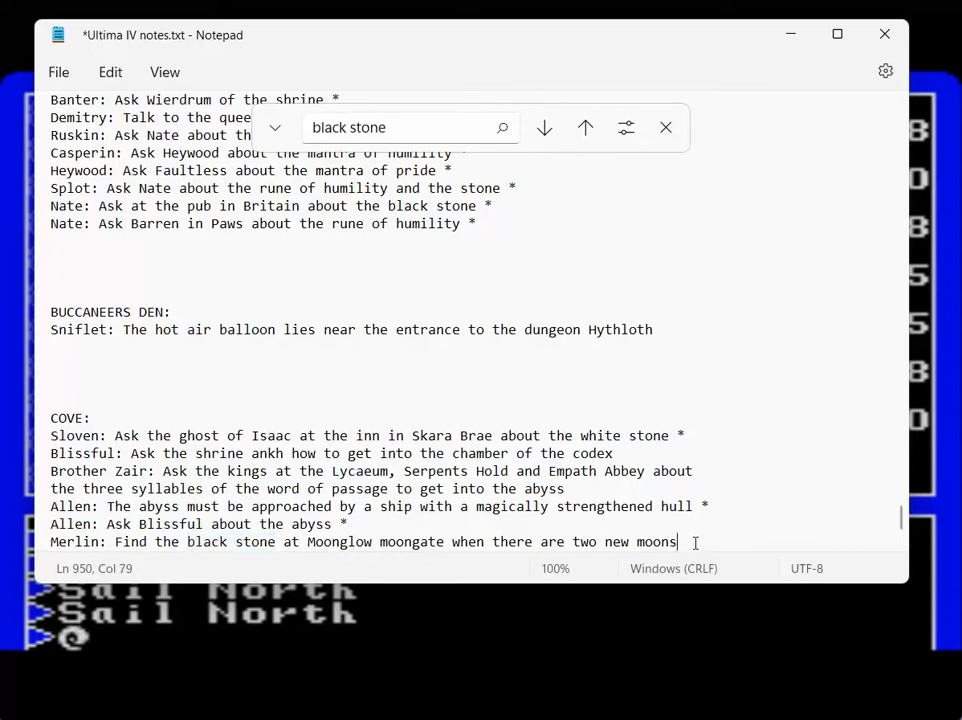 *Ultima IV notes.txt - Notepad
File Edit View
Banter: Ask Wierdrum of the shrine *
black stone
Demitry: Talk to the quee
Ruskin: Ask Nate about th
Casperin: Ask Heywood about the mantra of humility *
Heywood: Ask Faultless about the mantra of pride *
Splot: Ask Nate about the rune of humility and the stone *
Nate: Ask at the pub in Britain about the black stone *
Nate: Ask Barren in Paws about the rune of humility *
BUCCANEERS DEN:
Sniflet: The hot air balloon lies near the entrance to the dungeon Hythloth
COVE:
Sloven: Ask the ghost of Isaac at the inn in Skara Brae about the white stone *
Blissful: Ask the shrine ankh how to get into the chamber of the codex
Brother Zair: Ask the kings at the Lycaeum, Serpents Hold and Empath Abbey about
the three syllables of the word of passage to get into the abyss
Allen: The abyss must be approached by a ship with a magically strengthened hull *
Allen: Ask Blissful about the abyss *
Merlin: Find the black stone at Moonglow moongate when there are two new moons
Ln 950, Col 79 100% Windows (CRLF) UTF-8
8
0
8
5
5
8
0
>Sail North
>Sail North
>@